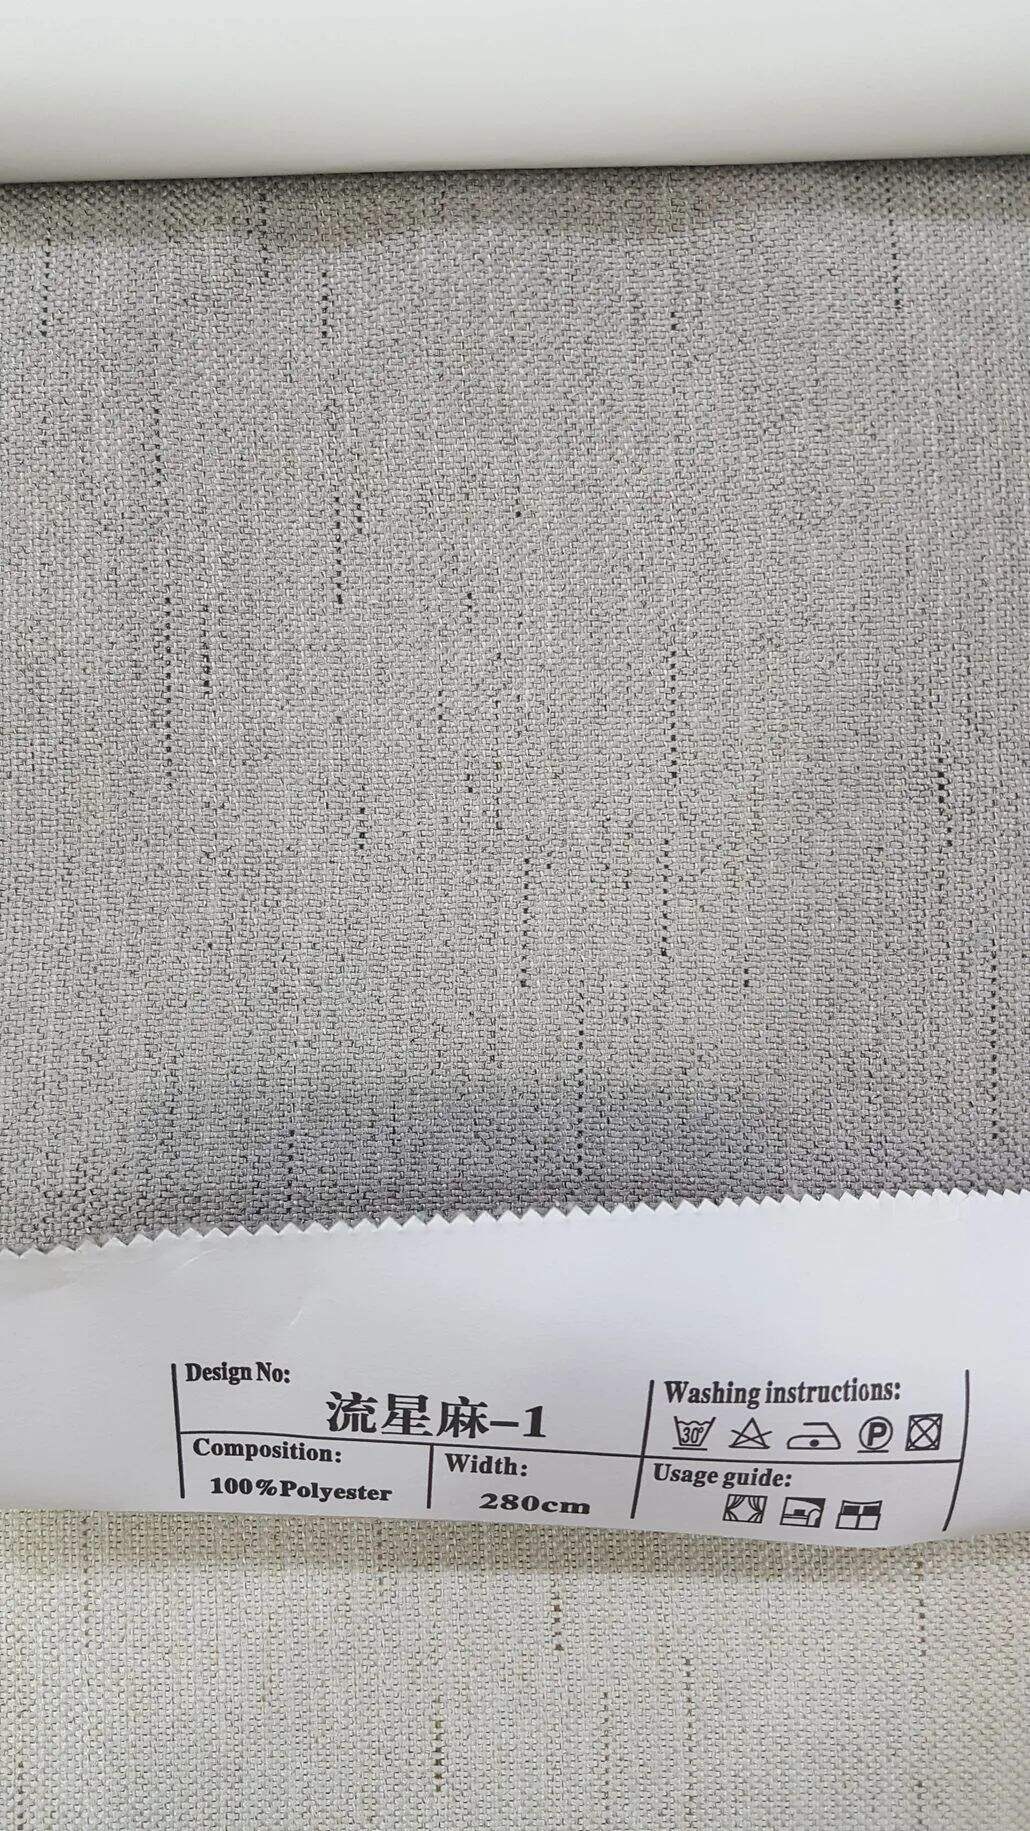 Design No:
流星麻-1
Composition:
100%Polyester
Width:
280cm
Washing instructions:
30°
P
Usage guide: